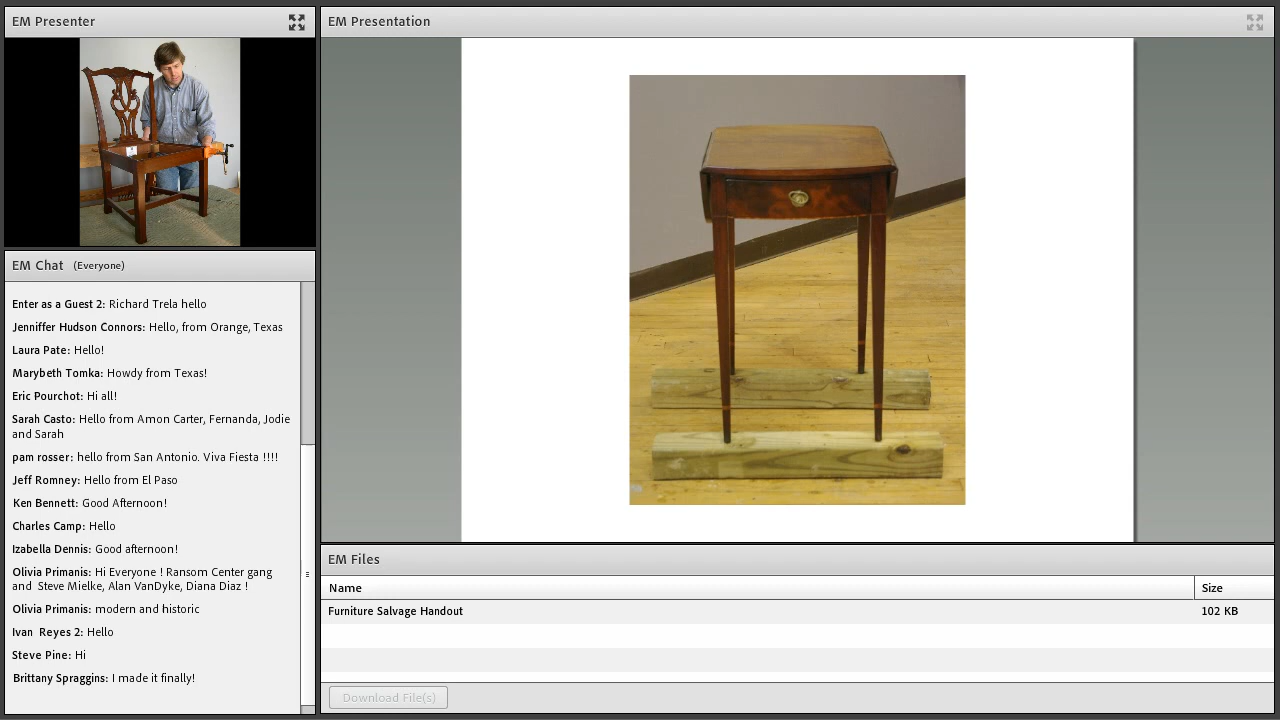 EM Presenter
EM Presentation
EM Chat (Everyone)
Enter as a Guest 2: Richard Trela hello
Jenniffer Hudson Connors: Hello, from Orange, Texas
Laura Pate: Hello!
Marybeth Tomka: Howdy from Texas!
Eric Pourchot: Hi all!
Sarah Casto: Hello from Amon Carter, Fernanda, Jodie
and Sarah
pam rosser: hello from San Antonio. Viva Fiesta !!!!
Jeff Romney: Hello from El Paso
Ken Bennett: Good Afternoon!
Charles Camp: Hello
Izabella Dennis: Good afternoon!
Olivia Primanis: Hi Everyone ! Ransom Center gang
and Steve Mielke, Alan VanDyke, Diana Diaz !
Olivia Primanis: modern and historic
Ivan Reyes 2: Hello
Steve Pine: Hi
Brittany Spraggins: I made it finally!
EM Files
Name Size
Furniture Salvage Handout 102 KB
Download File(s)